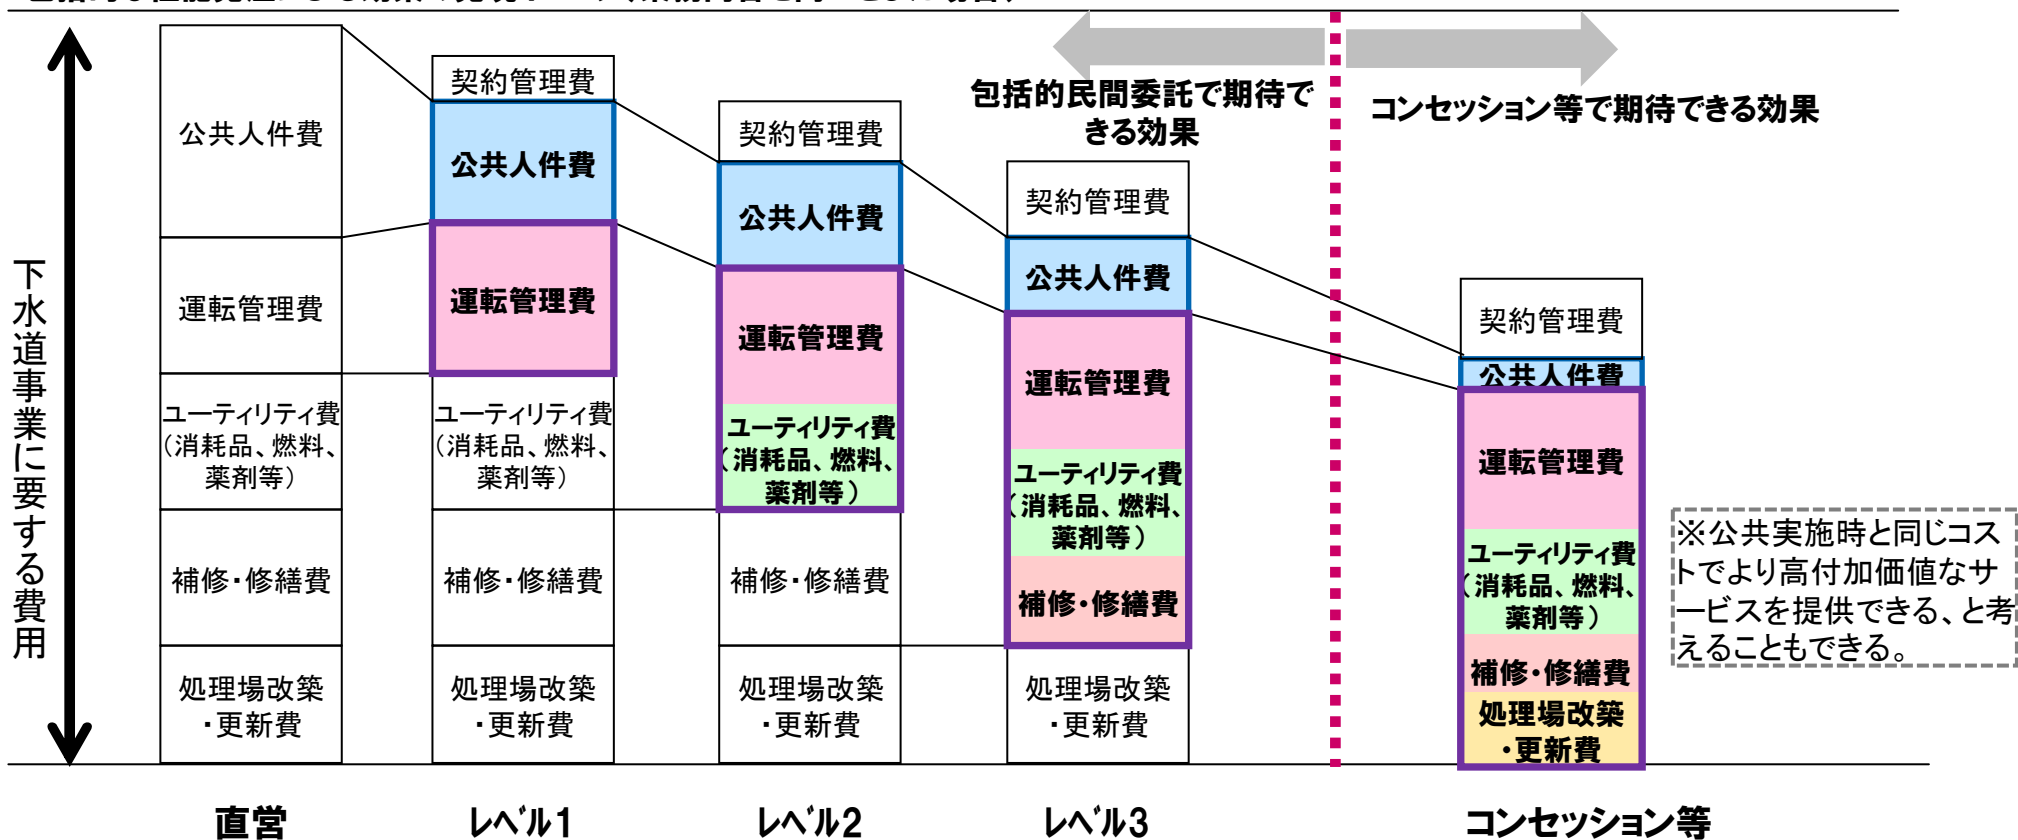 下水道事業に要する費用
公共人件費
運転管理費
ユーティリティ費
(消耗品、燃料、
薬剤等)
補修・修繕費
処理場改築
・更新費
直営
契約管理費
公共人件費
運転管理費
ユーティリティ費
(消耗品、燃料、
薬剤等)
補修・修繕費
処理場改築
・更新費
レベル1
契約管理費
公共人件費
運転管理費
ユーティリティ費
(消耗品、燃料、
薬剤等)
補修・修繕費
処理場改築
・更新費
レベル2
包括的民間委託で期待で
きる効果
契約管理費
公共人件費
運転管理費
ユーティリティ費
(消耗品、燃料、
薬剤等)
補修・修繕費
処理場改築
・更新費
レベル3
コンセッション等で期待できる効果
契約管理費
公共人件費
運転管理費
ユーティリティ費
(消耗品、燃料、
薬剤等)
補修・修繕費
処理場改築
・更新費
コンセッション等
※公共実施時と同じコス
トでより高付加価値なサ
ービスを提供できる、と考
えることもできる。